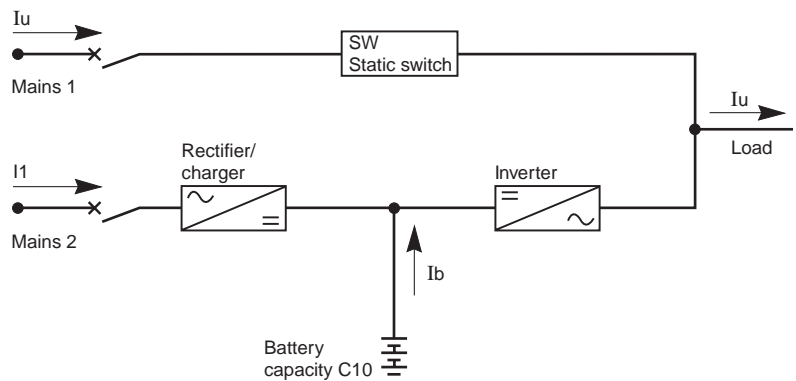 Iu
SW
Static switch
Mains 1
Iu
Load
Rectifier/
charger
I1
Inverter
Mains 2
Ib
Battery
capacity C10